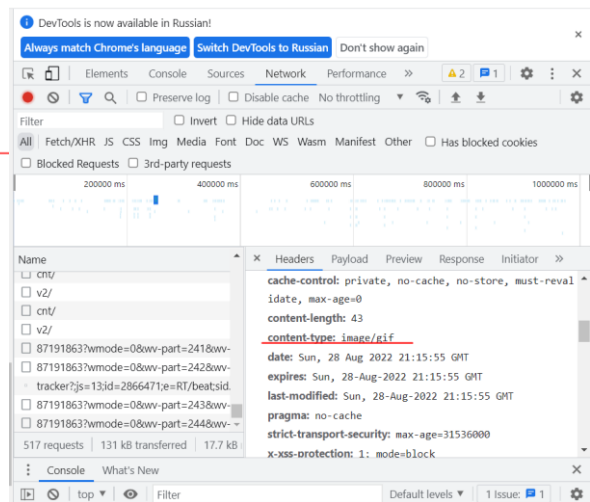 DevTools is now available in Russian!
Always match Chrome's language Switch DevTools to Russian Don't show again
Elements Console Sources Network Performance » 2 1
Preserve log Disable cache No throttling
Filter Invert Hide data URLs
All Fetch/XHR JS CSS Img Media Font Doc WS Wasm Manifest Other Has blocked cookies
Blocked Requests 3rd-party requests
200000 ms 400000 ms 600000 ms 800000 ms 1000000 ms
Name
cnt/
v2/
cnt/
v2/
87191863?wmode=0&wv-part=241&wv-
87191863?wmode=0&wv-part=242&wv-
tracker?;js=13;id=2866471;e=RT/beat;sid.
87191863?wmode=0&wv-part=243&wv-
87191863?wmode=0&wv-part=244&wv-
517 requests 131 kB transferred 17.7 kB
Headers Payload Preview Response Initiator »
cache-control: private, no-cache, no-store, must-reval
idate, max-age=0
content-length: 43
content-type: image/gif
date: Sun, 28 Aug 2022 21:15:55 GMT
expires: Sun, 28-Aug-2022 21:15:55 GMT
last-modified: Sun, 28-Aug-2022 21:15:55 GMT
pragma: no-cache
strict-transport-security: max-age=31536000
x-xss-protection: 1; mode=block
Console What's New
top Filter Default levels 1 Issue: 1